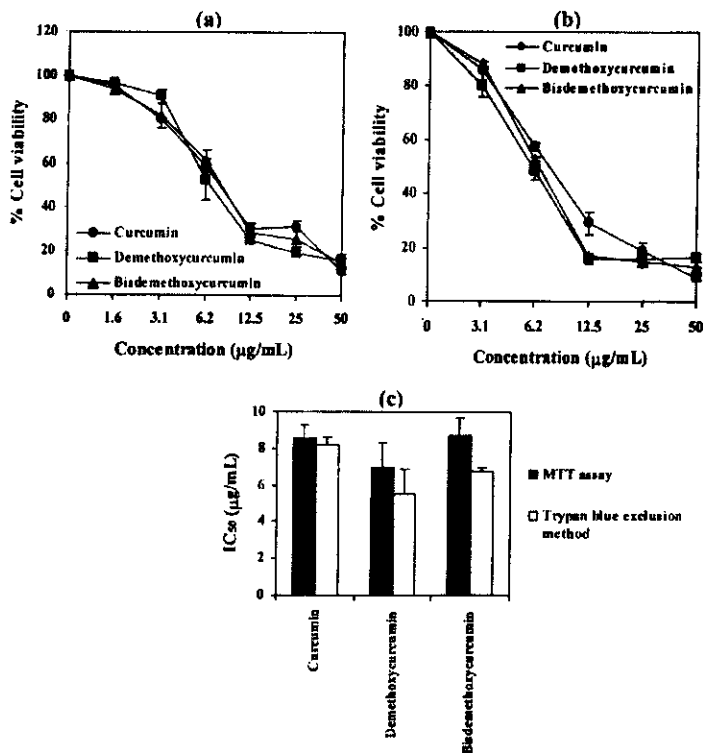 (a)
120
100
80
60
40
20
0
% Cell viability
Curcumin
Demethoxycurcumin
Bisdemethoxycurcumin
0 1.6 3.1 6.2 12.5 25 50
Concentration (µg/mL)
(b)
100
80
60
40
20
0
% Cell viability
Curcumin
Demethoxycurcumin
Bisdemethoxycurcumin
0 3.1 6.2 12.5 25 50
Concentration (µg/mL)
(c)
10
8
6
4
2
0
IC50 (µg/mL)
Curcumin
Demethoxycurcumin
Bisdemethoxycurcumin
MTT assay
Trypan blue exclusion
method